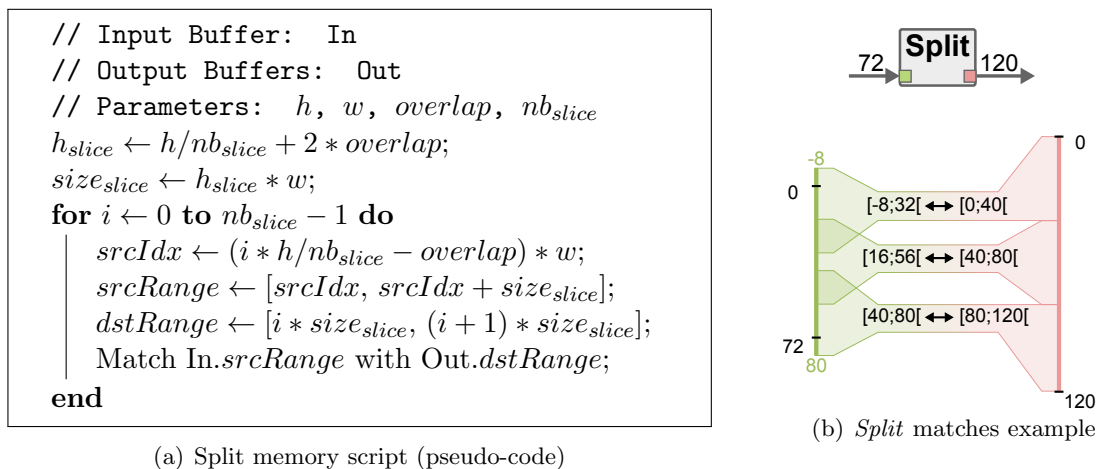 // Input Buffer: In
// Output Buffers: Out
// Parameters: h, w, overlap, nb_slice
h_slice ← h/nb_slice + 2 * overlap;
size_slice ← h_slice * w;
for i ← 0 to nb_slice − 1 do
srcIdx ← (i * h/nb_slice − overlap) * w;
srcRange ← [srcIdx, srcIdx + size_slice];
dstRange ← [i * size_slice, (i + 1) * size_slice];
Match In.srcRange with Out.dstRange;
end
(a) Split memory script (pseudo-code)
Split
72
120
-8
0
0
[-8;32[ ↔ [0;40[
[16;56[ ↔ [40;80[
[40;80[ ↔ [80;120[
72
80
120
(b) Split matches example